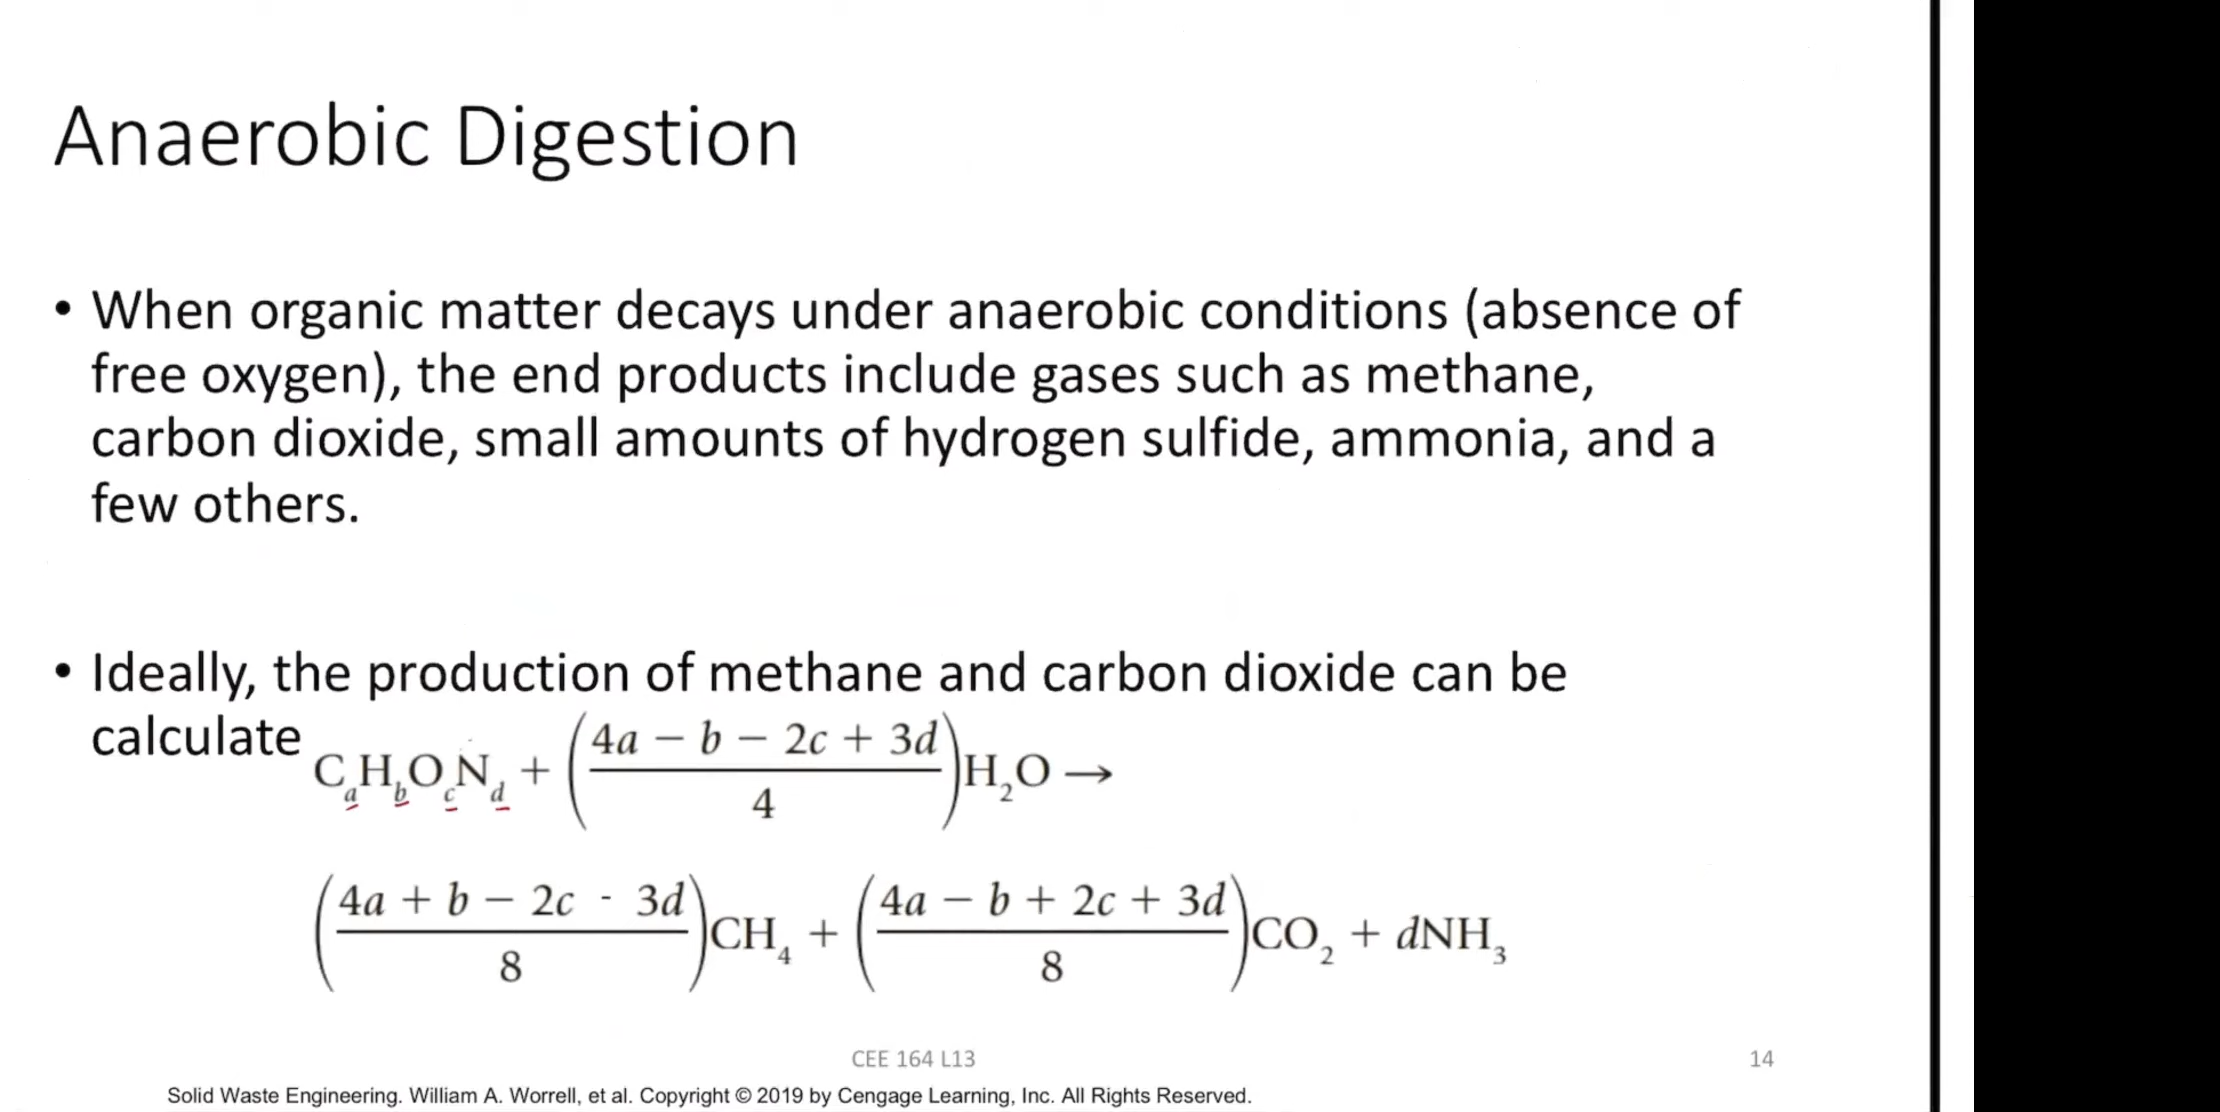 Anaerobic Digestion
• When organic matter decays under anaerobic conditions (absence of
free oxygen), the end products include gases such as methane,
carbon dioxide, small amounts of hydrogen sulfide, ammonia, and a
few others.
• Ideally, the production of methane and carbon dioxide can be
calculate
CₐH_bO_cN_d + ((4a − b − 2c + 3d)/4)H₂O →
((4a + b − 2c - 3d)/8)CH₄ + ((4a − b + 2c + 3d)/8)CO₂ + dNH₃
CEE 164 L13 14
Solid Waste Engineering. William A. Worrell, et al. Copyright © 2019 by Cengage Learning, Inc. All Rights Reserved.